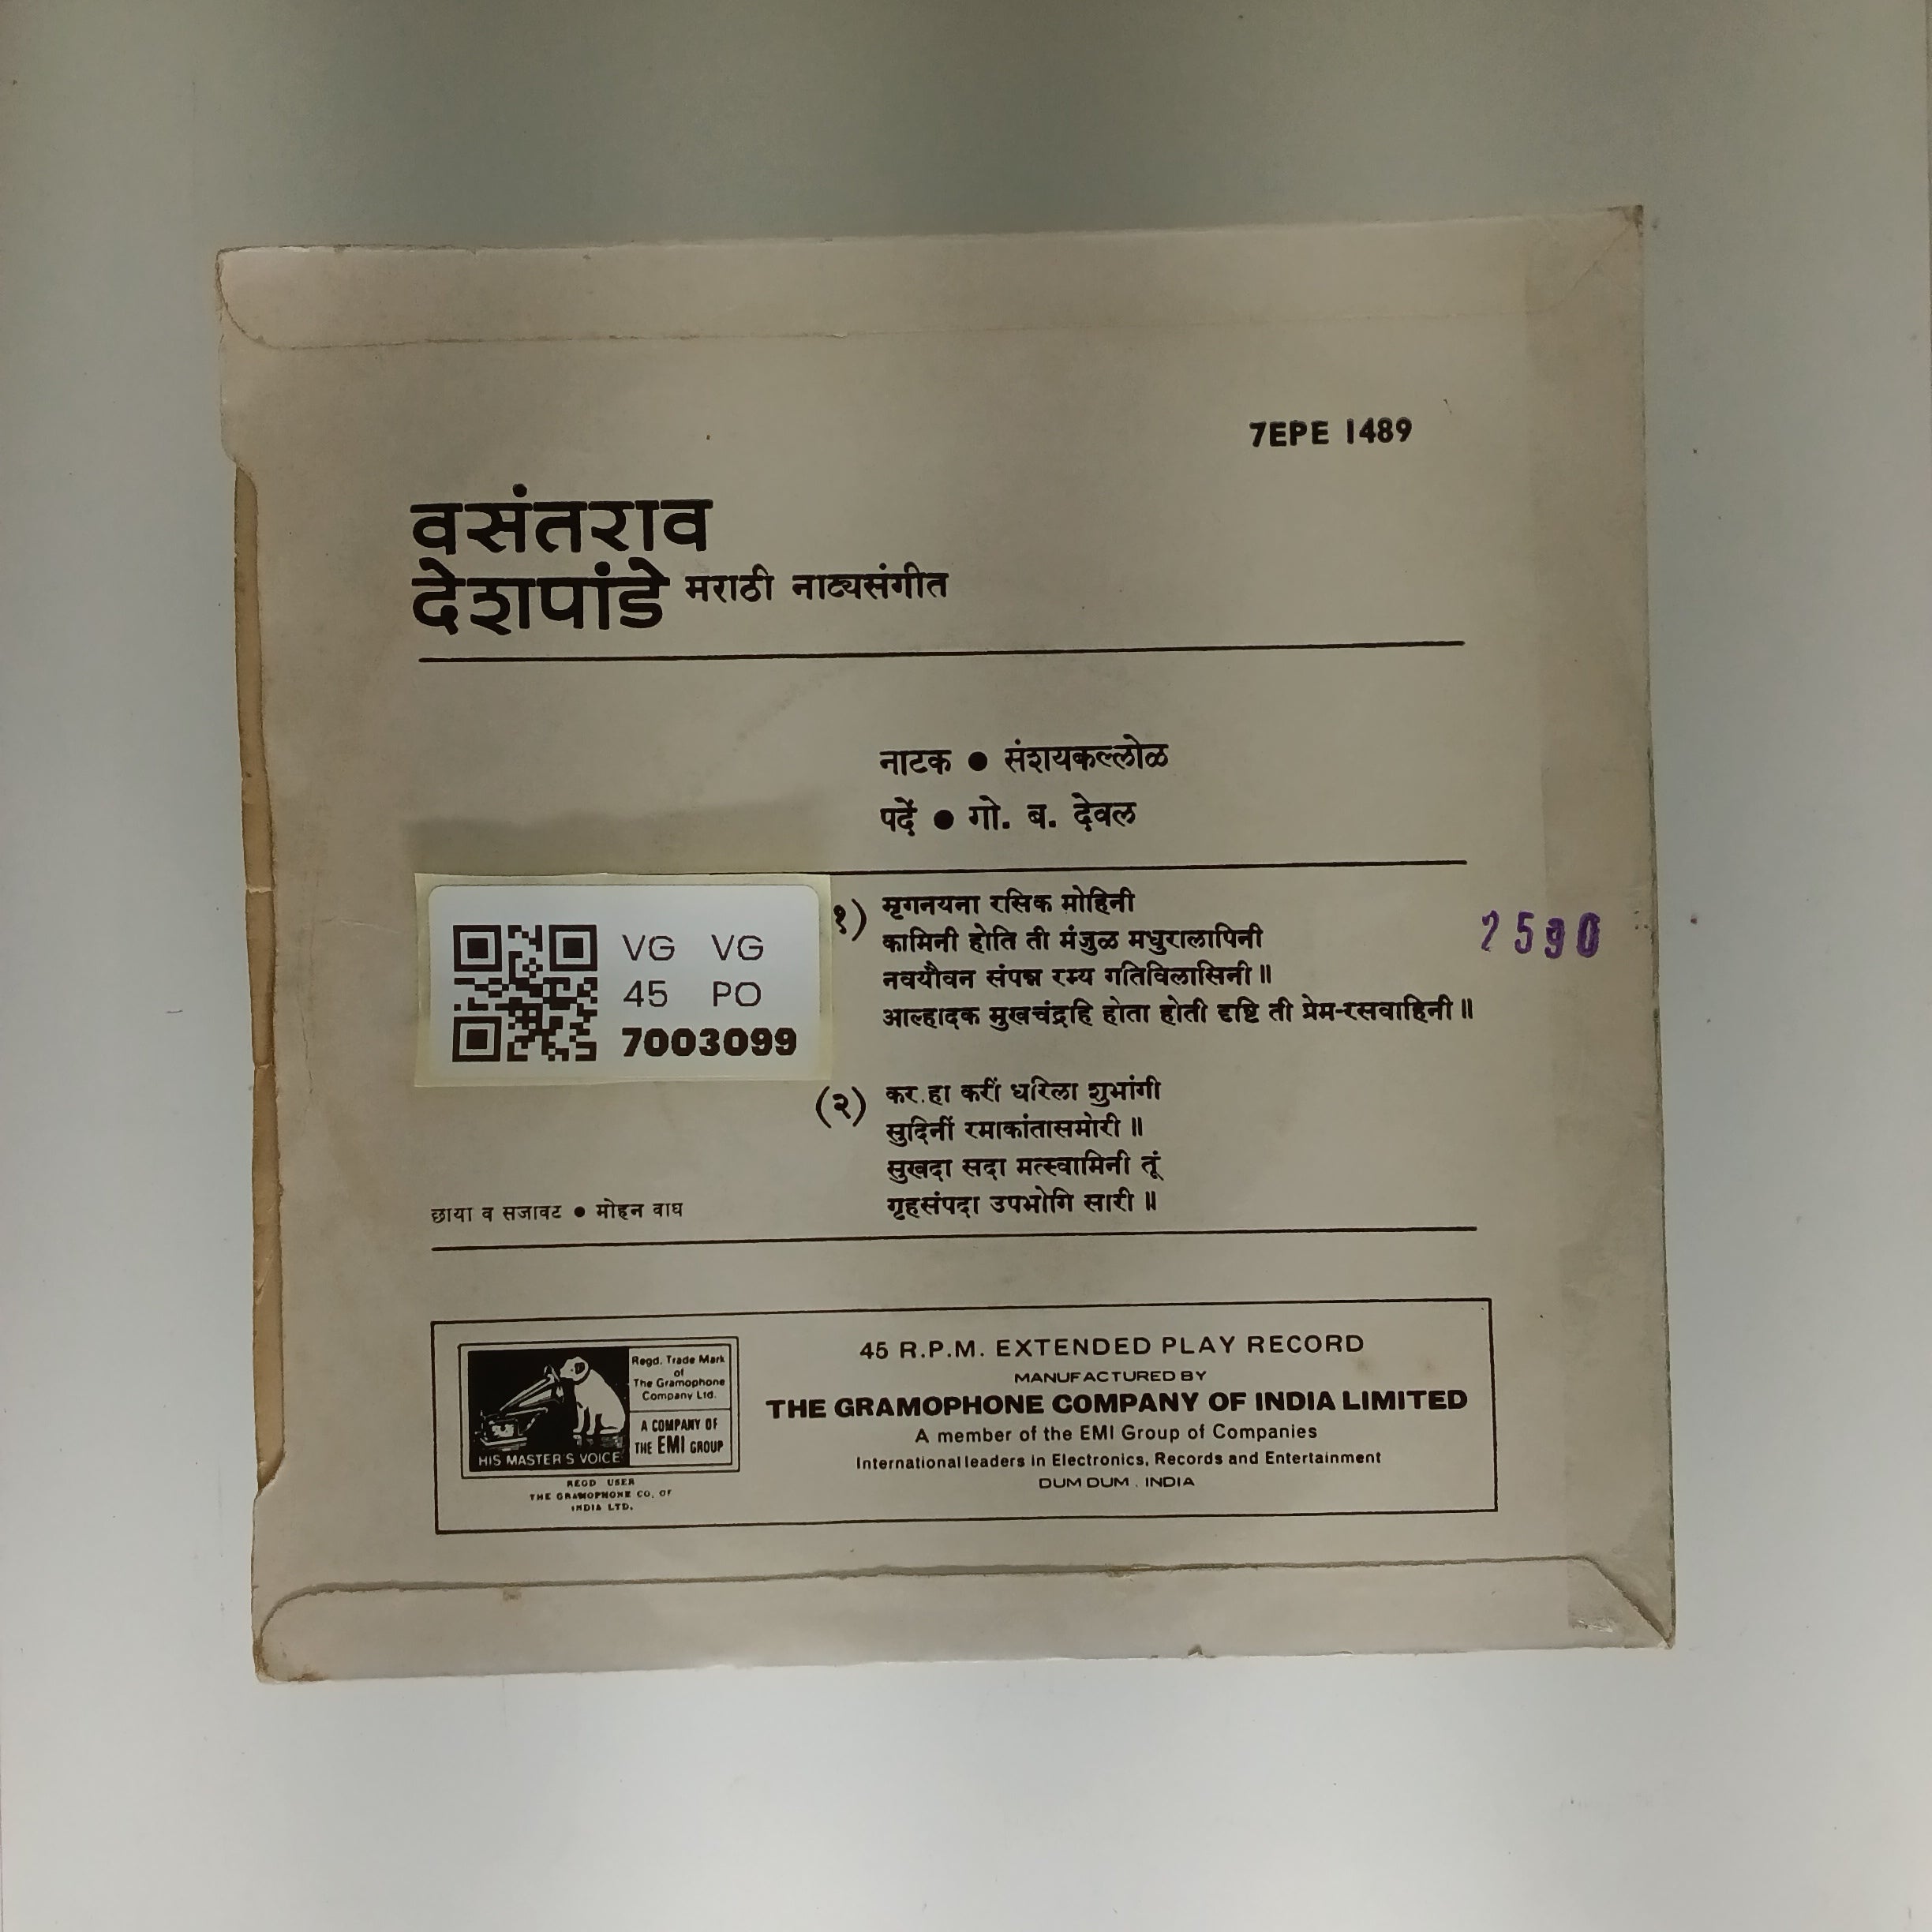 7EPE 1489
वसंतराव
देशपांडे मराठी नाट्यसंगीत
नाटक ● संशयकल्लोळ
पदें ● गो. ब. देवल
१) मृगनयना रसिक मोहिनी
कामिनी होति ती मंजुळ मधुरालापिनी
नवयौवन संपन्न रम्य गतिविलासिनी ॥
आल्हादक मुखचंद्रहि होता होती दृष्टि ती प्रेम-रसवाहिनी ॥
2590
VG VG
45 PO
7003099
(२) कर हा करीं धरिला शुभांगी
सुदिनीं रमाकांतासमोरी ॥
सुखदा सदा मत्स्वामिनी तूं
गृहसंपदा उपभोगि सारी ॥
छाया व सजावट ● मोहन वाघ
HIS MASTER'S VOICE
Regd. Trade Mark
of
The Gramophone
Company Ltd.
A COMPANY OF
THE EMI GROUP
REGD USER
THE GRAMOPHONE CO. OF
INDIA LTD.
45 R.P.M. EXTENDED PLAY RECORD
MANUFACTURED BY
THE GRAMOPHONE COMPANY OF INDIA LIMITED
A member of the EMI Group of Companies
International leaders in Electronics, Records and Entertainment
DUM DUM . INDIA